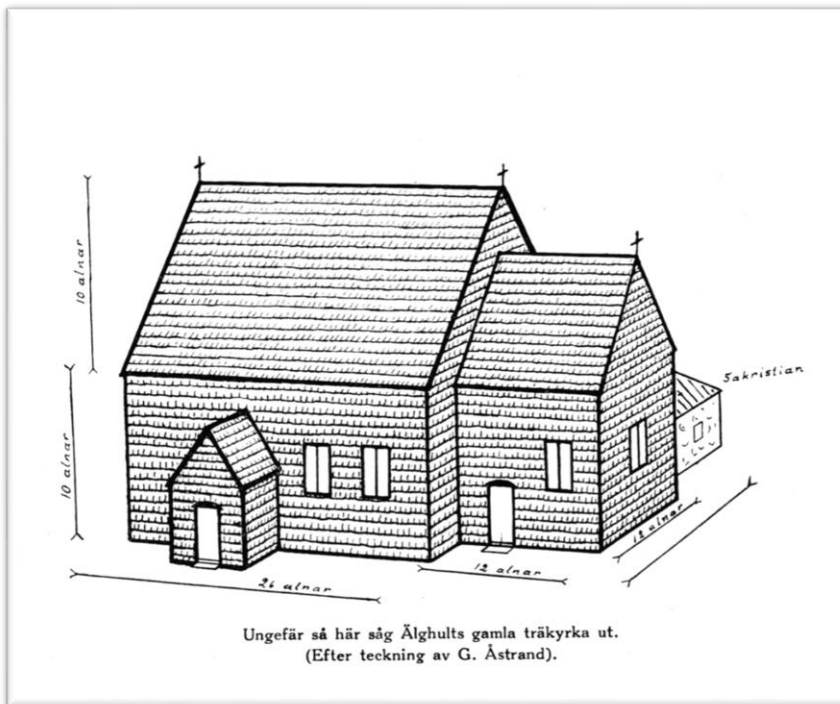 10 alnar
Sakristian
10 alnar
26 alnar
12 alnar
12 alnar
Ungefär så här såg Älghults gamla träkyrka ut.
(Efter teckning av G. Åstrand).